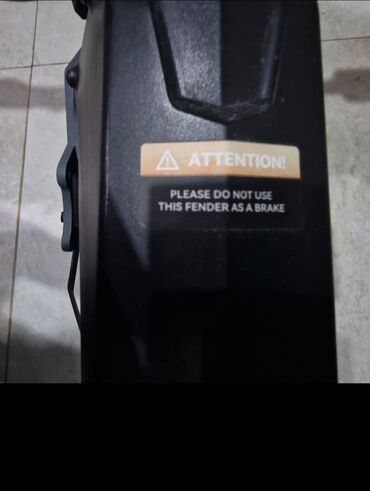 ATTENTION!
PLEASE DO NOT USE
THIS FENDER AS A BRAKE